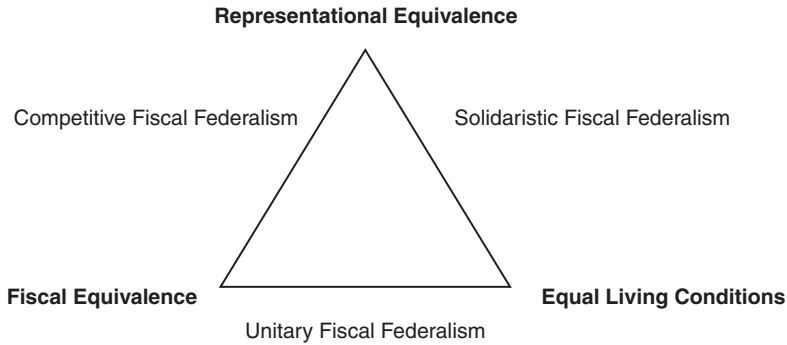 Representational Equivalence
Competitive Fiscal Federalism
Solidaristic Fiscal Federalism
Fiscal Equivalence
Equal Living Conditions
Unitary Fiscal Federalism